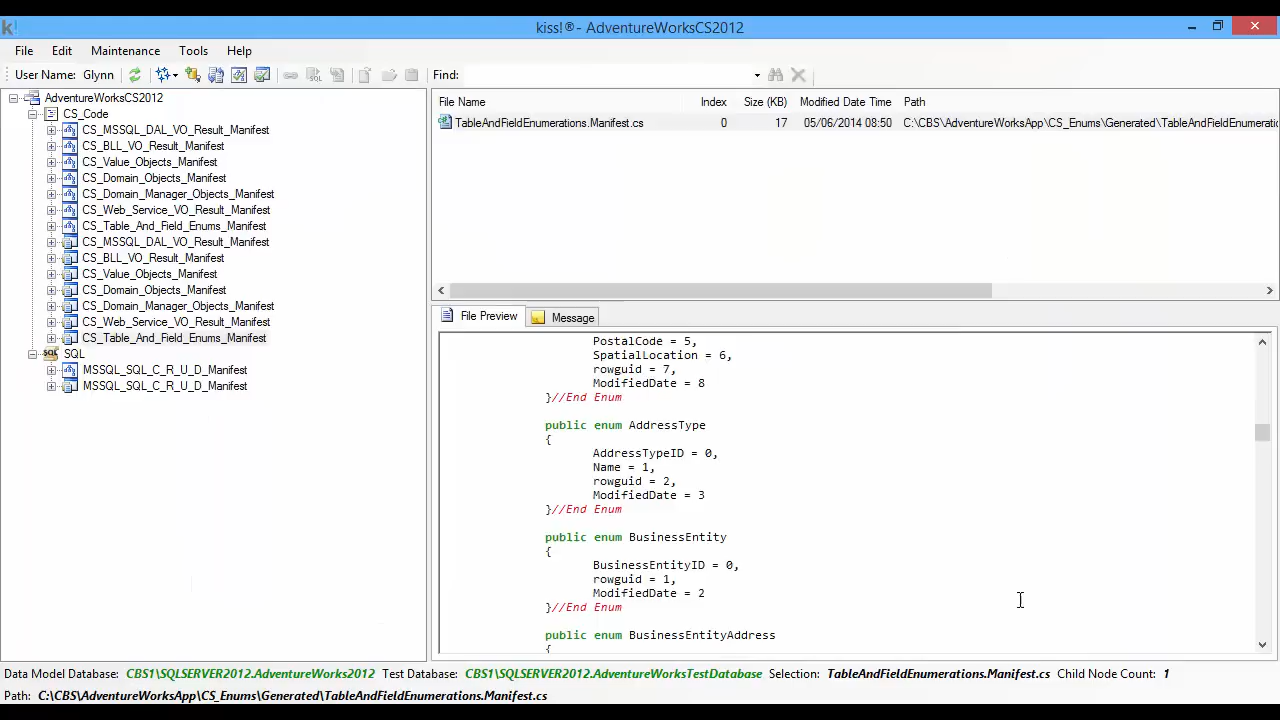 k!
kiss!®- AdventureWorksCS2012
File Edit Maintenance Tools Help
User Name: Glynn
Find:
AdventureWorksCS2012
CS_Code
CS_MSSQL_DAL_VO_Result_Manifest
CS_BLL_VO_Result_Manifest
CS_Value_Objects_Manifest
CS_Domain_Objects_Manifest
CS_Domain_Manager_Objects_Manifest
CS_Web_Service_VO_Result_Manifest
CS_Table_And_Field_Enums_Manifest
CS_MSSQL_DAL_VO_Result_Manifest
CS_BLL_VO_Result_Manifest
CS_Value_Objects_Manifest
CS_Domain_Objects_Manifest
CS_Domain_Manager_Objects_Manifest
CS_Web_Service_VO_Result_Manifest
CS_Table_And_Field_Enums_Manifest
SQL
MSSQL_SQL_C_R_U_D_Manifest
MSSQL_SQL_C_R_U_D_Manifest
File Name Index Size (KB) Modified Date Time Path
TableAndFieldEnumerations.Manifest.cs 0 17 05/06/2014 08:50 C:\CBS\AdventureWorksApp\CS_Enums\Generated\TableAndFieldEnumeratio
File Preview Message
PostalCode = 5,
SpatialLocation = 6,
rowguid = 7,
ModifiedDate = 8
}//End Enum
public enum AddressType
{
AddressTypeID = 0,
Name = 1,
rowguid = 2,
ModifiedDate = 3
}//End Enum
public enum BusinessEntity
{
BusinessEntityID = 0,
rowguid = 1,
ModifiedDate = 2
}//End Enum
public enum BusinessEntityAddress
{
Data Model Database: CBS1\SQLSERVER2012.AdventureWorks2012 Test Database: CBS1\SQLSERVER2012.AdventureWorksTestDatabase Selection: TableAndFieldEnumerations.Manifest.cs Child Node Count: 1
Path: C:\CBS\AdventureWorksApp\CS_Enums\Generated\TableAndFieldEnumerations.Manifest.cs